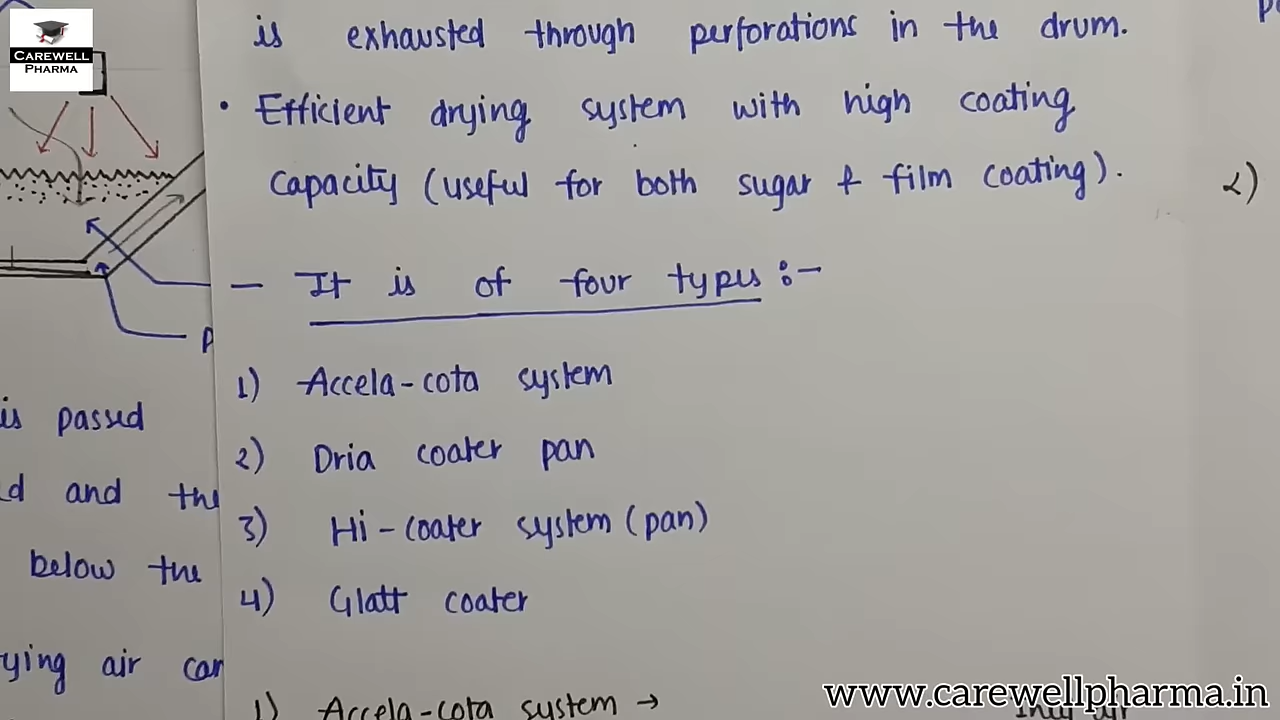 CAREWELL
PHARMA
is exhausted through perforations in the drum.
• Efficient drying system with high coating
capacity (useful for both sugar & film coating).
2)
— It is of four types :-
1) Accela-cota system
2) Dria coater pan
3) Hi-coater system (pan)
4) Glatt coater
1) Accela-cota system →
is passed
and the
below the
air
www.carewellpharma.in